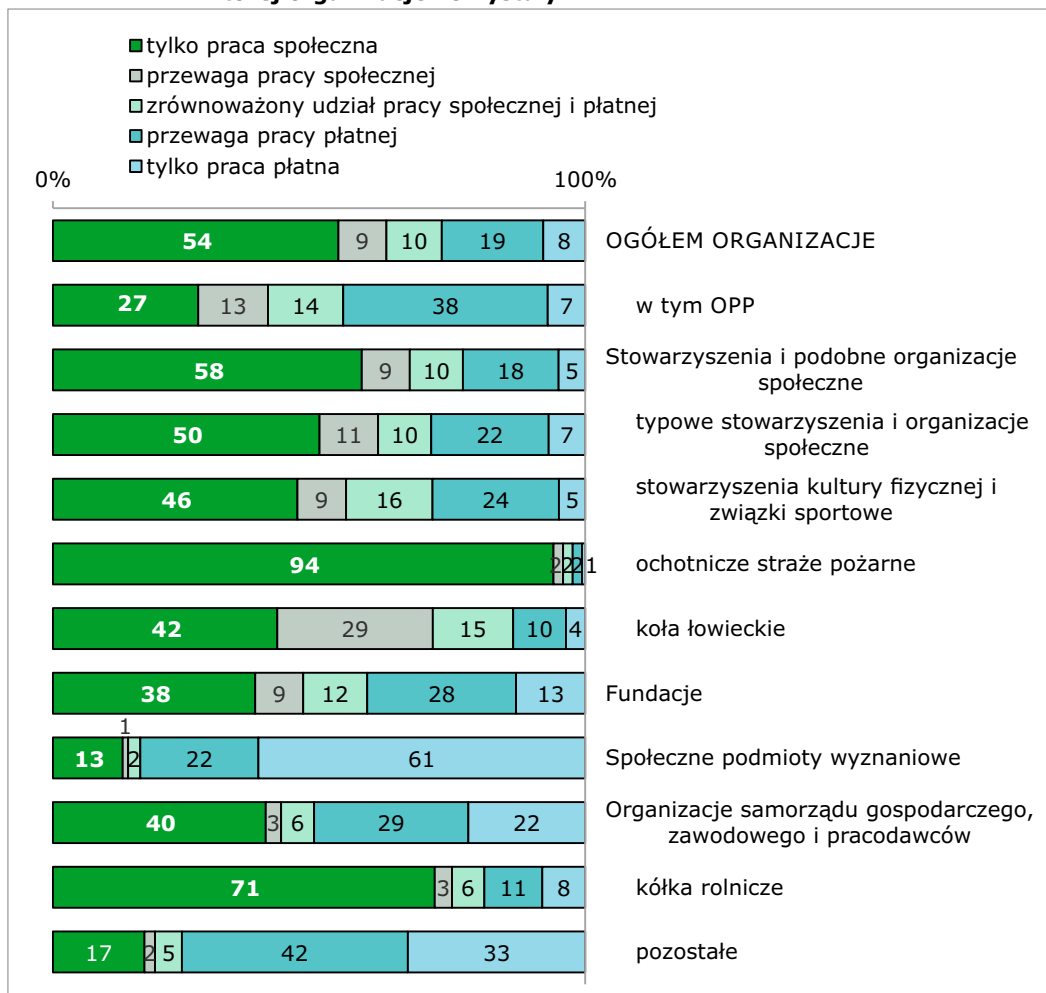 tylko praca społeczna
przewaga pracy społecznej
zrównoważony udział pracy społecznej i płatnej
przewaga pracy płatnej
tylko praca płatna
0% 100%
54 9 10 19 8 OGÓŁEM ORGANIZACJE
27 13 14 38 7 w tym OPP
58 9 10 18 5 Stowarzyszenia i podobne organizacje
społeczne
50 11 10 22 7 typowe stowarzyszenia i organizacje
społeczne
46 9 16 24 5 stowarzyszenia kultury fizycznej i
związki sportowe
94 2 2 2 1 ochotnicze straże pożarne
42 29 15 10 4 koła łowieckie
38 9 12 28 13 Fundacje
13 1 2 22 61 Społeczne podmioty wyznaniowe
40 3 6 29 22 Organizacje samorządu gospodarczego,
zawodowego i pracodawców
71 3 6 11 8 kółka rolnicze
17 2 5 42 33 pozostałe